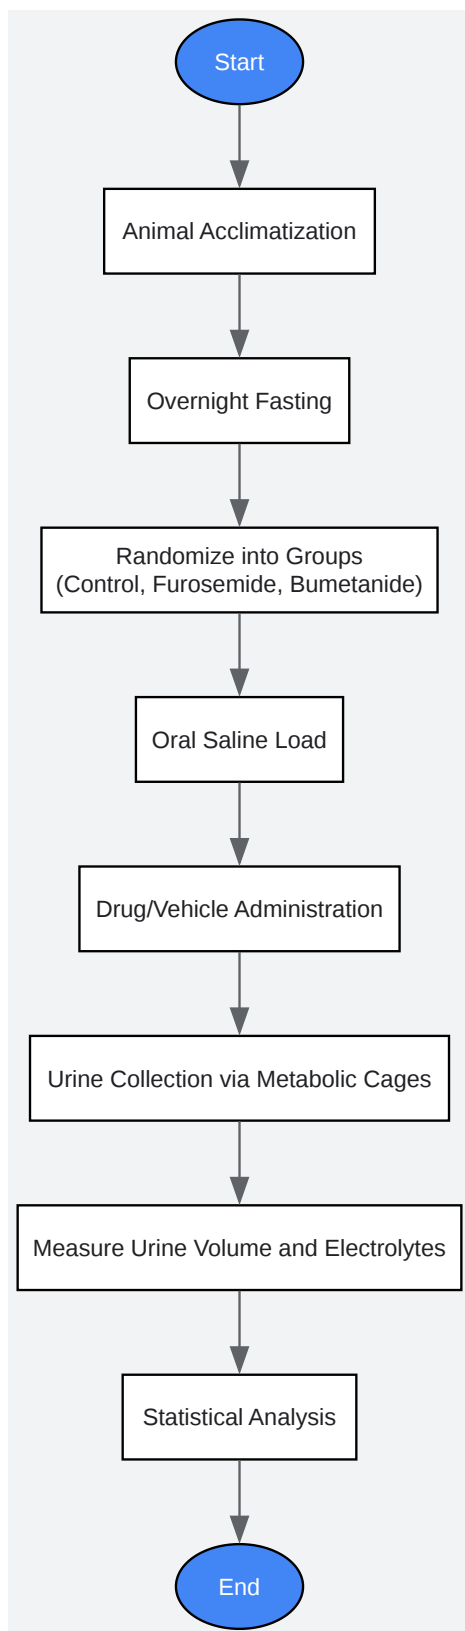 Start
Animal Acclimatization
Overnight Fasting
Randomize into Groups
(Control, Furosemide, Bumetanide)
Oral Saline Load
Drug/Vehicle Administration
Urine Collection via Metabolic Cages
Measure Urine Volume and Electrolytes
Statistical Analysis
End